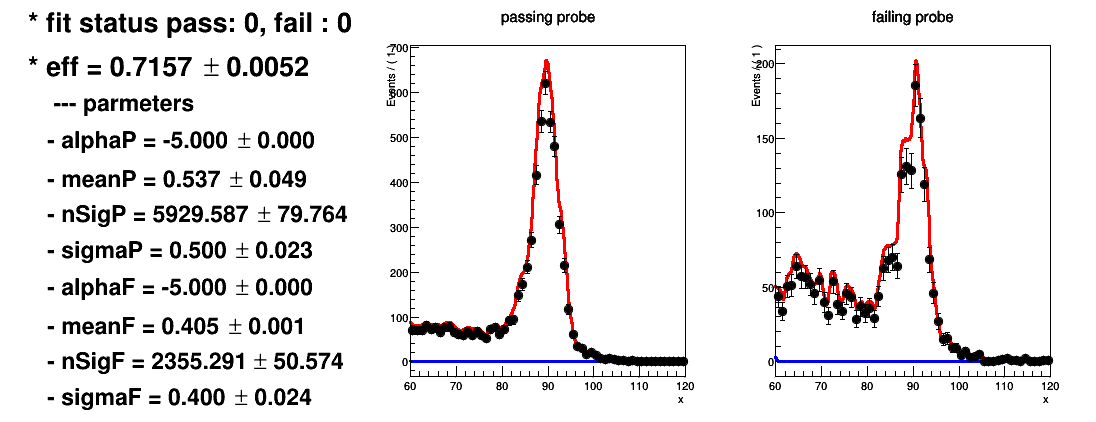 * fit status pass: 0, fail : 0
* eff = 0.7157 ± 0.0052
--- parmeters
- alphaP = -5.000 ± 0.000
- meanP = 0.537 ± 0.049
- nSigP = 5929.587 ± 79.764
- sigmaP = 0.500 ± 0.023
- alphaF = -5.000 ± 0.000
- meanF = 0.405 ± 0.001
- nSigF = 2355.291 ± 50.574
- sigmaF = 0.400 ± 0.024
passing probe
Events / ( 1 )
700
600
500
400
300
200
100
0
60 70 80 90 100 110 120
x
failing probe
Events / ( 1 )
200
150
100
50
0
60 70 80 90 100 110 120
x